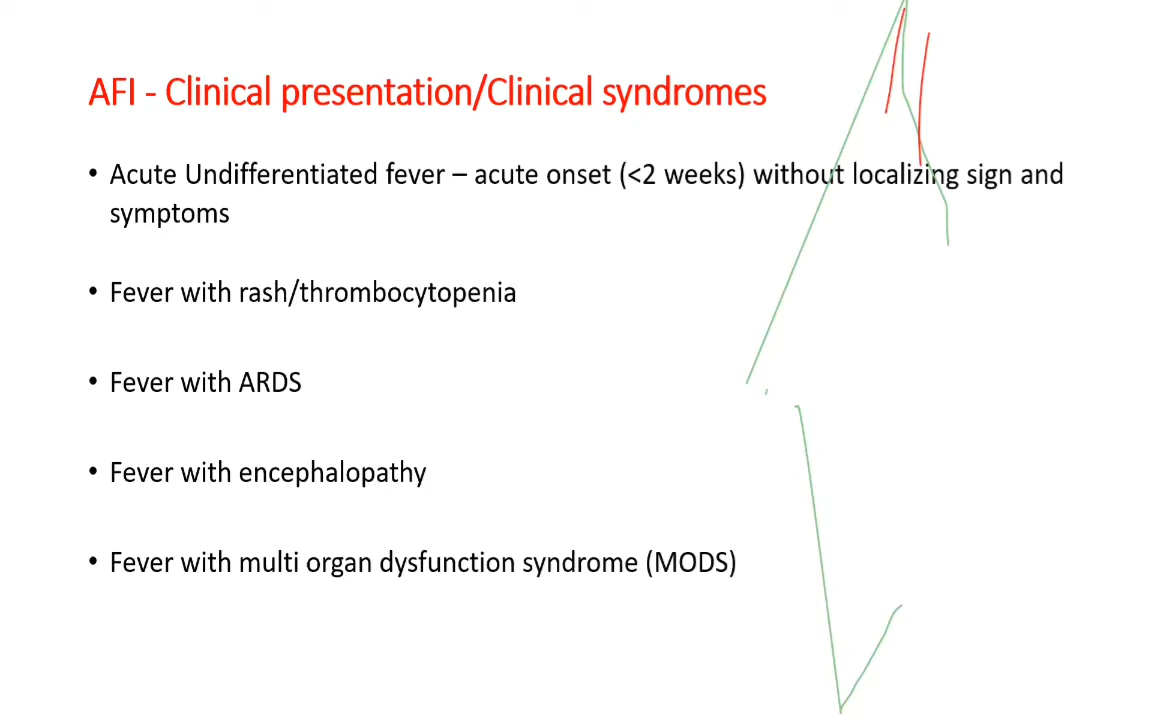 AFI - Clinical presentation/Clinical syndromes
• Acute Undifferentiated fever – acute onset (<2 weeks) without localizing sign and
symptoms
• Fever with rash/thrombocytopenia
• Fever with ARDS
• Fever with encephalopathy
• Fever with multi organ dysfunction syndrome (MODS)